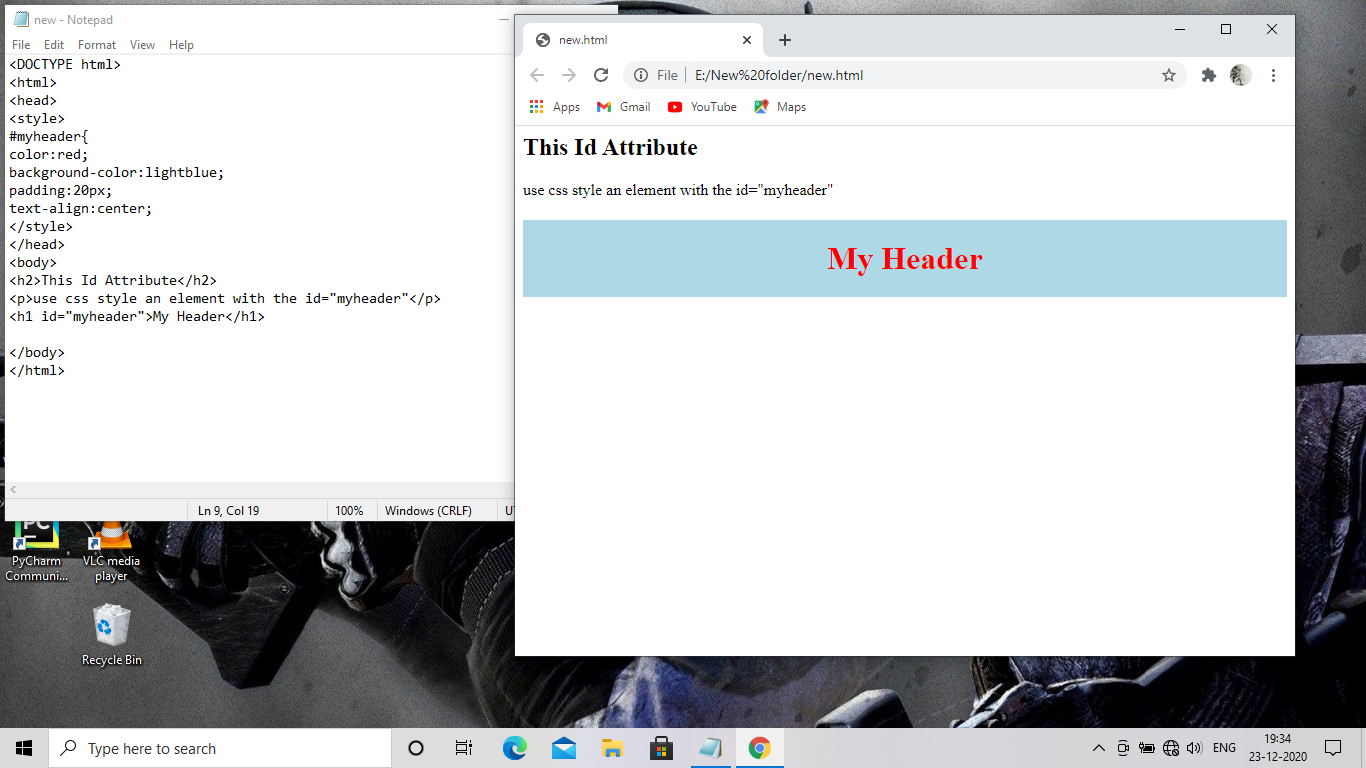 new - Notepad
File Edit Format View Help
<DOCTYPE html>
<html>
<head>
<style>
#myheader{
color:red;
background-color:lightblue;
padding:20px;
text-align:center;
</style>
</head>
<body>
<h2>This Id Attribute</h2>
<p>use css style an element with the id="myheader"</p>
<h1 id="myheader">My Header</h1>
</body>
</html>
Ln 9, Col 19 100% Windows (CRLF)
new.html
File E:/New%20folder/new.html
Apps Gmail YouTube Maps
This Id Attribute
use css style an element with the id="myheader"
My Header
PC
PyCharm
Communi...
VLC media
player
Recycle Bin
Type here to search
ENG
19:34
23-12-2020